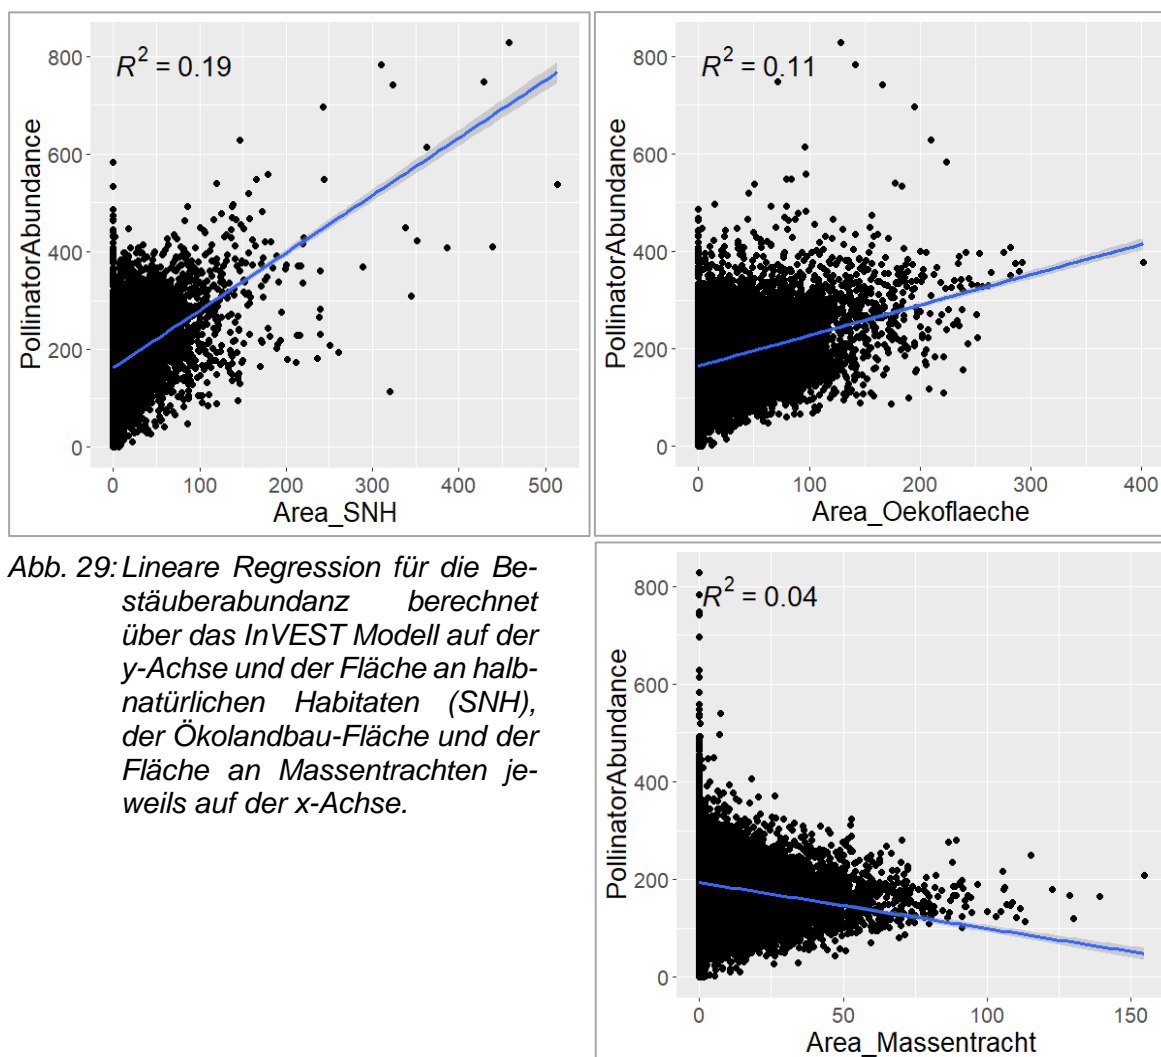 R² = 0.19
PollinatorAbundance
800
600
400
200
0
0 100 200 300 400 500
Area_SNH
R² = 0.11
PollinatorAbundance
800
600
400
200
0
0 100 200 300 400
Area_Oekoflaeche
Abb. 29: Lineare Regression für die Be-
stäuberabundanz berechnet
über das InVEST Modell auf der
y-Achse und der Fläche an halb-
natürlichen Habitaten (SNH),
der Ökolandbau-Fläche und der
Fläche an Massentrachten je-
weils auf der x-Achse.
R² = 0.04
PollinatorAbundance
800
600
400
200
0
0 50 100 150
Area_Massentracht